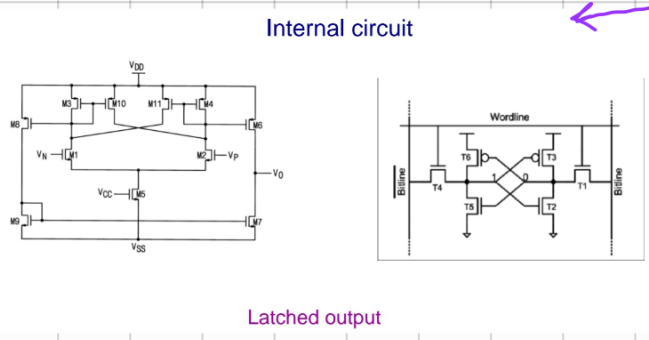 Internal circuit
VDD
M3 M10 M11 M4
M8 M6
VN M1 M2 VP
VO
VCC M5
M9 M7
VSS
Wordline
T6 T3
Bitline T4 1 0 T1 Bitline
T5 T2
Latched output